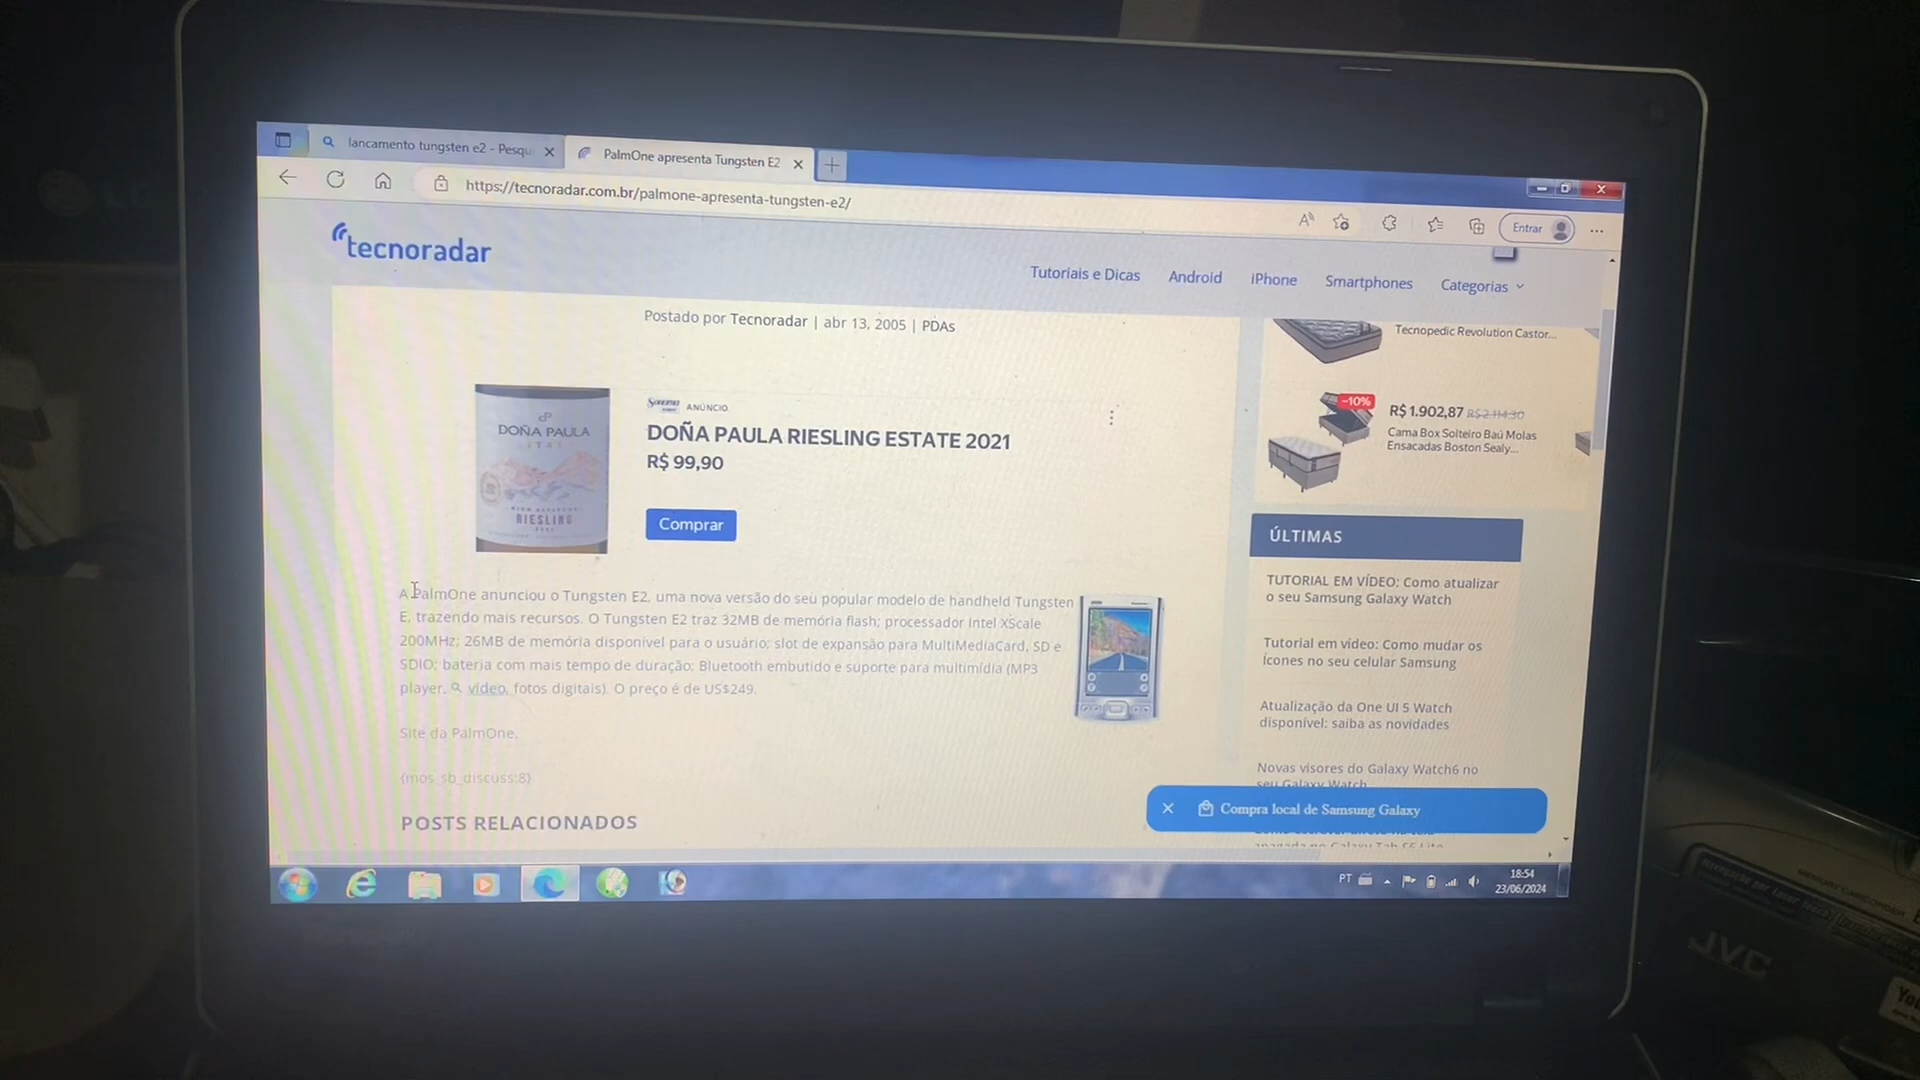 lancamento tungsten e2 - Pesqu
PalmOne apresenta Tungsten E2
https://tecnoradar.com.br/palmone-apresenta-tungsten-e2/
Entrar
tecnoradar
Tutoriais e Dicas
Android
iPhone
Smartphones
Categorias
Postado por Tecnoradar | abr 13, 2005 | PDAs
DOÑA PAULA
RIESLING
ANÚNCIO
DOÑA PAULA RIESLING ESTATE 2021
R$ 99,90
Comprar
A PalmOne anunciou o Tungsten E2, uma nova versão do seu popular modelo de handheld Tungsten
E, trazendo mais recursos. O Tungsten E2 traz 32MB de memória flash; processador Intel XScale
200MHz; 26MB de memória disponível para o usuário; slot de expansão para MultiMediaCard, SD e
SDIO; bateria com mais tempo de duração; Bluetooth embutido e suporte para multimídia (MP3
player, vídeo, fotos digitais). O preço é de US$249.
Site da PalmOne.
{mos_sb_discuss:8}
POSTS RELACIONADOS
Tecnopedic Revolution Castor...
-10%
R$ 1.902,87 R$ 2.114,30
Cama Box Solteiro Baú Molas
Ensacadas Boston Sealy...
ÚLTIMAS
TUTORIAL EM VÍDEO: Como atualizar
o seu Samsung Galaxy Watch
Tutorial em vídeo: Como mudar os
ícones no seu celular Samsung
Atualização da One UI 5 Watch
disponível: saiba as novidades
Novas visores do Galaxy Watch6 no
seu Galaxy Watch
Compra local de Samsung Galaxy
PT
18:54
23/06/2024
JVC